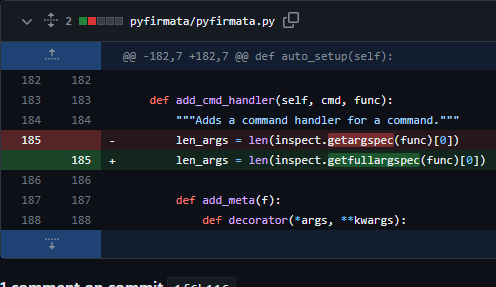 2 pyfirmata/pyfirmata.py
@@ -182,7 +182,7 @@ def auto_setup(self):
182 182
183 183 def add_cmd_handler(self, cmd, func):
184 184 """Adds a command handler for a command."""
185 - len_args = len(inspect.getargspec(func)[0])
185 + len_args = len(inspect.getfullargspec(func)[0])
186 186
187 187 def add_meta(f):
188 188 def decorator(*args, **kwargs):
1 comment on commit